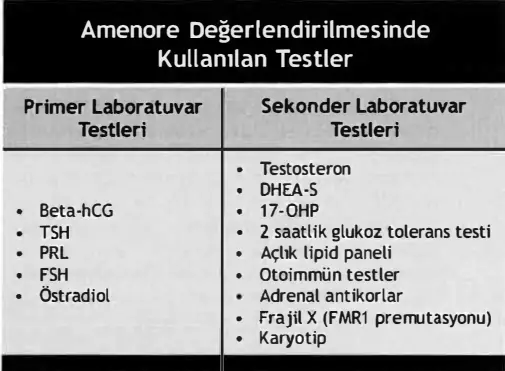 Amenore Değerlendirilmesinde
Kullanılan Testler
Primer Laboratuvar
Testleri
• Beta-hCG
• TSH
• PRL
• FSH
• Östradiol
Sekonder Laboratuvar
Testleri
• Testosteron
• DHEA-S
• 17-OHP
• 2 saatlik glukoz tolerans testi
• Açlık lipid paneli
• Otoimmün testler
• Adrenal antikorlar
• Frajil X (FMR1 premutasyonu)
• Karyotip